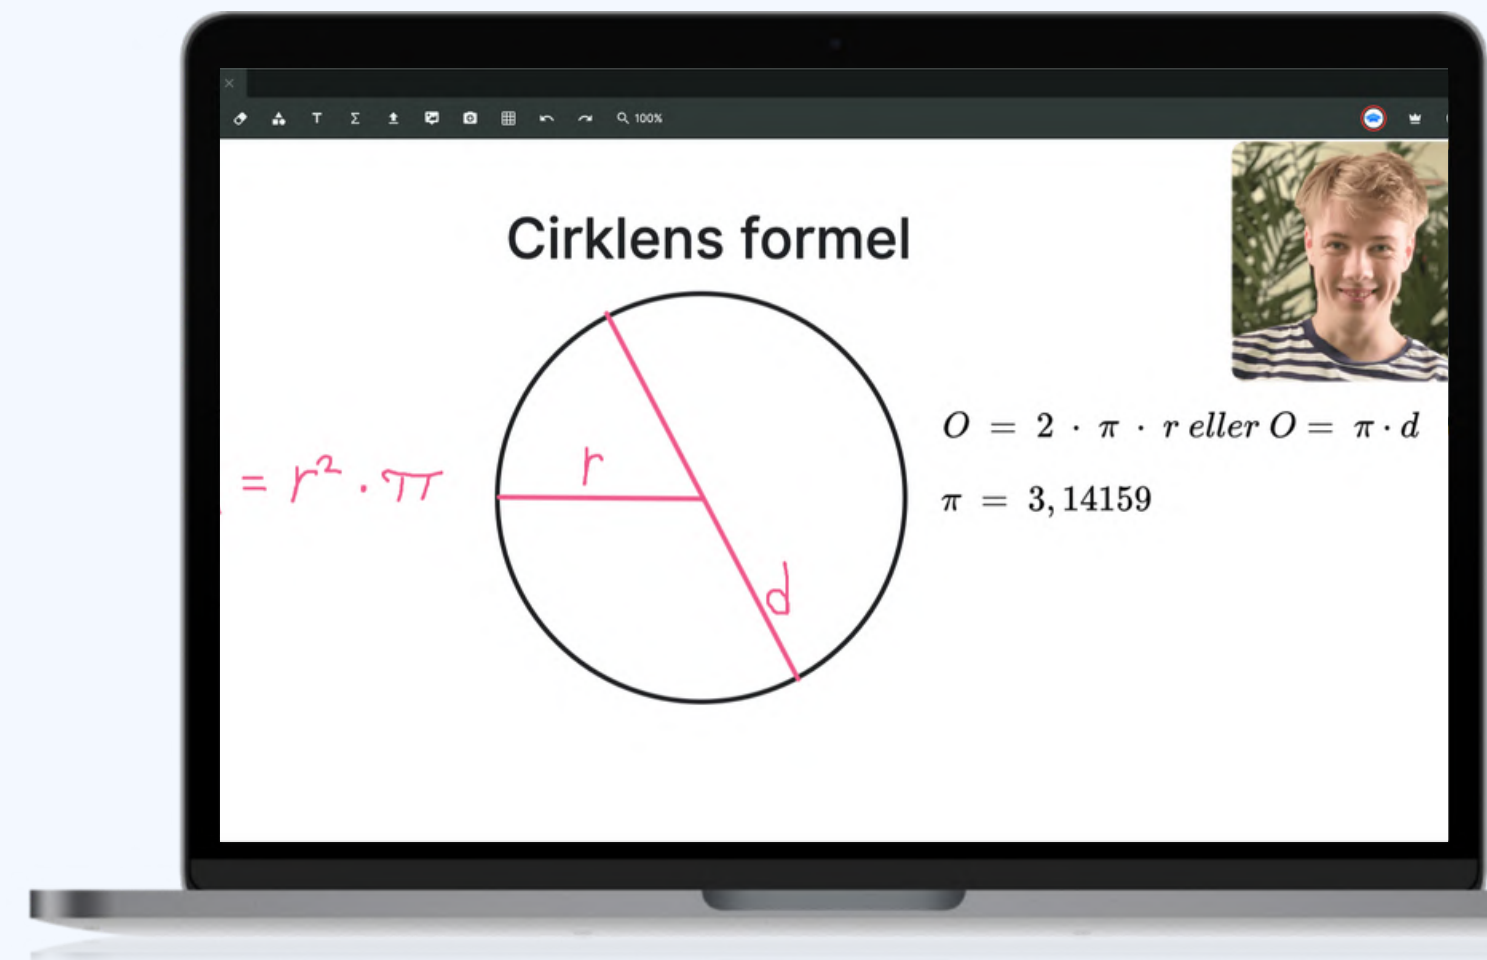 100%
Cirklens formel
= r² · π
r
d
O = 2 · π · r eller O = π · d
π = 3, 14159